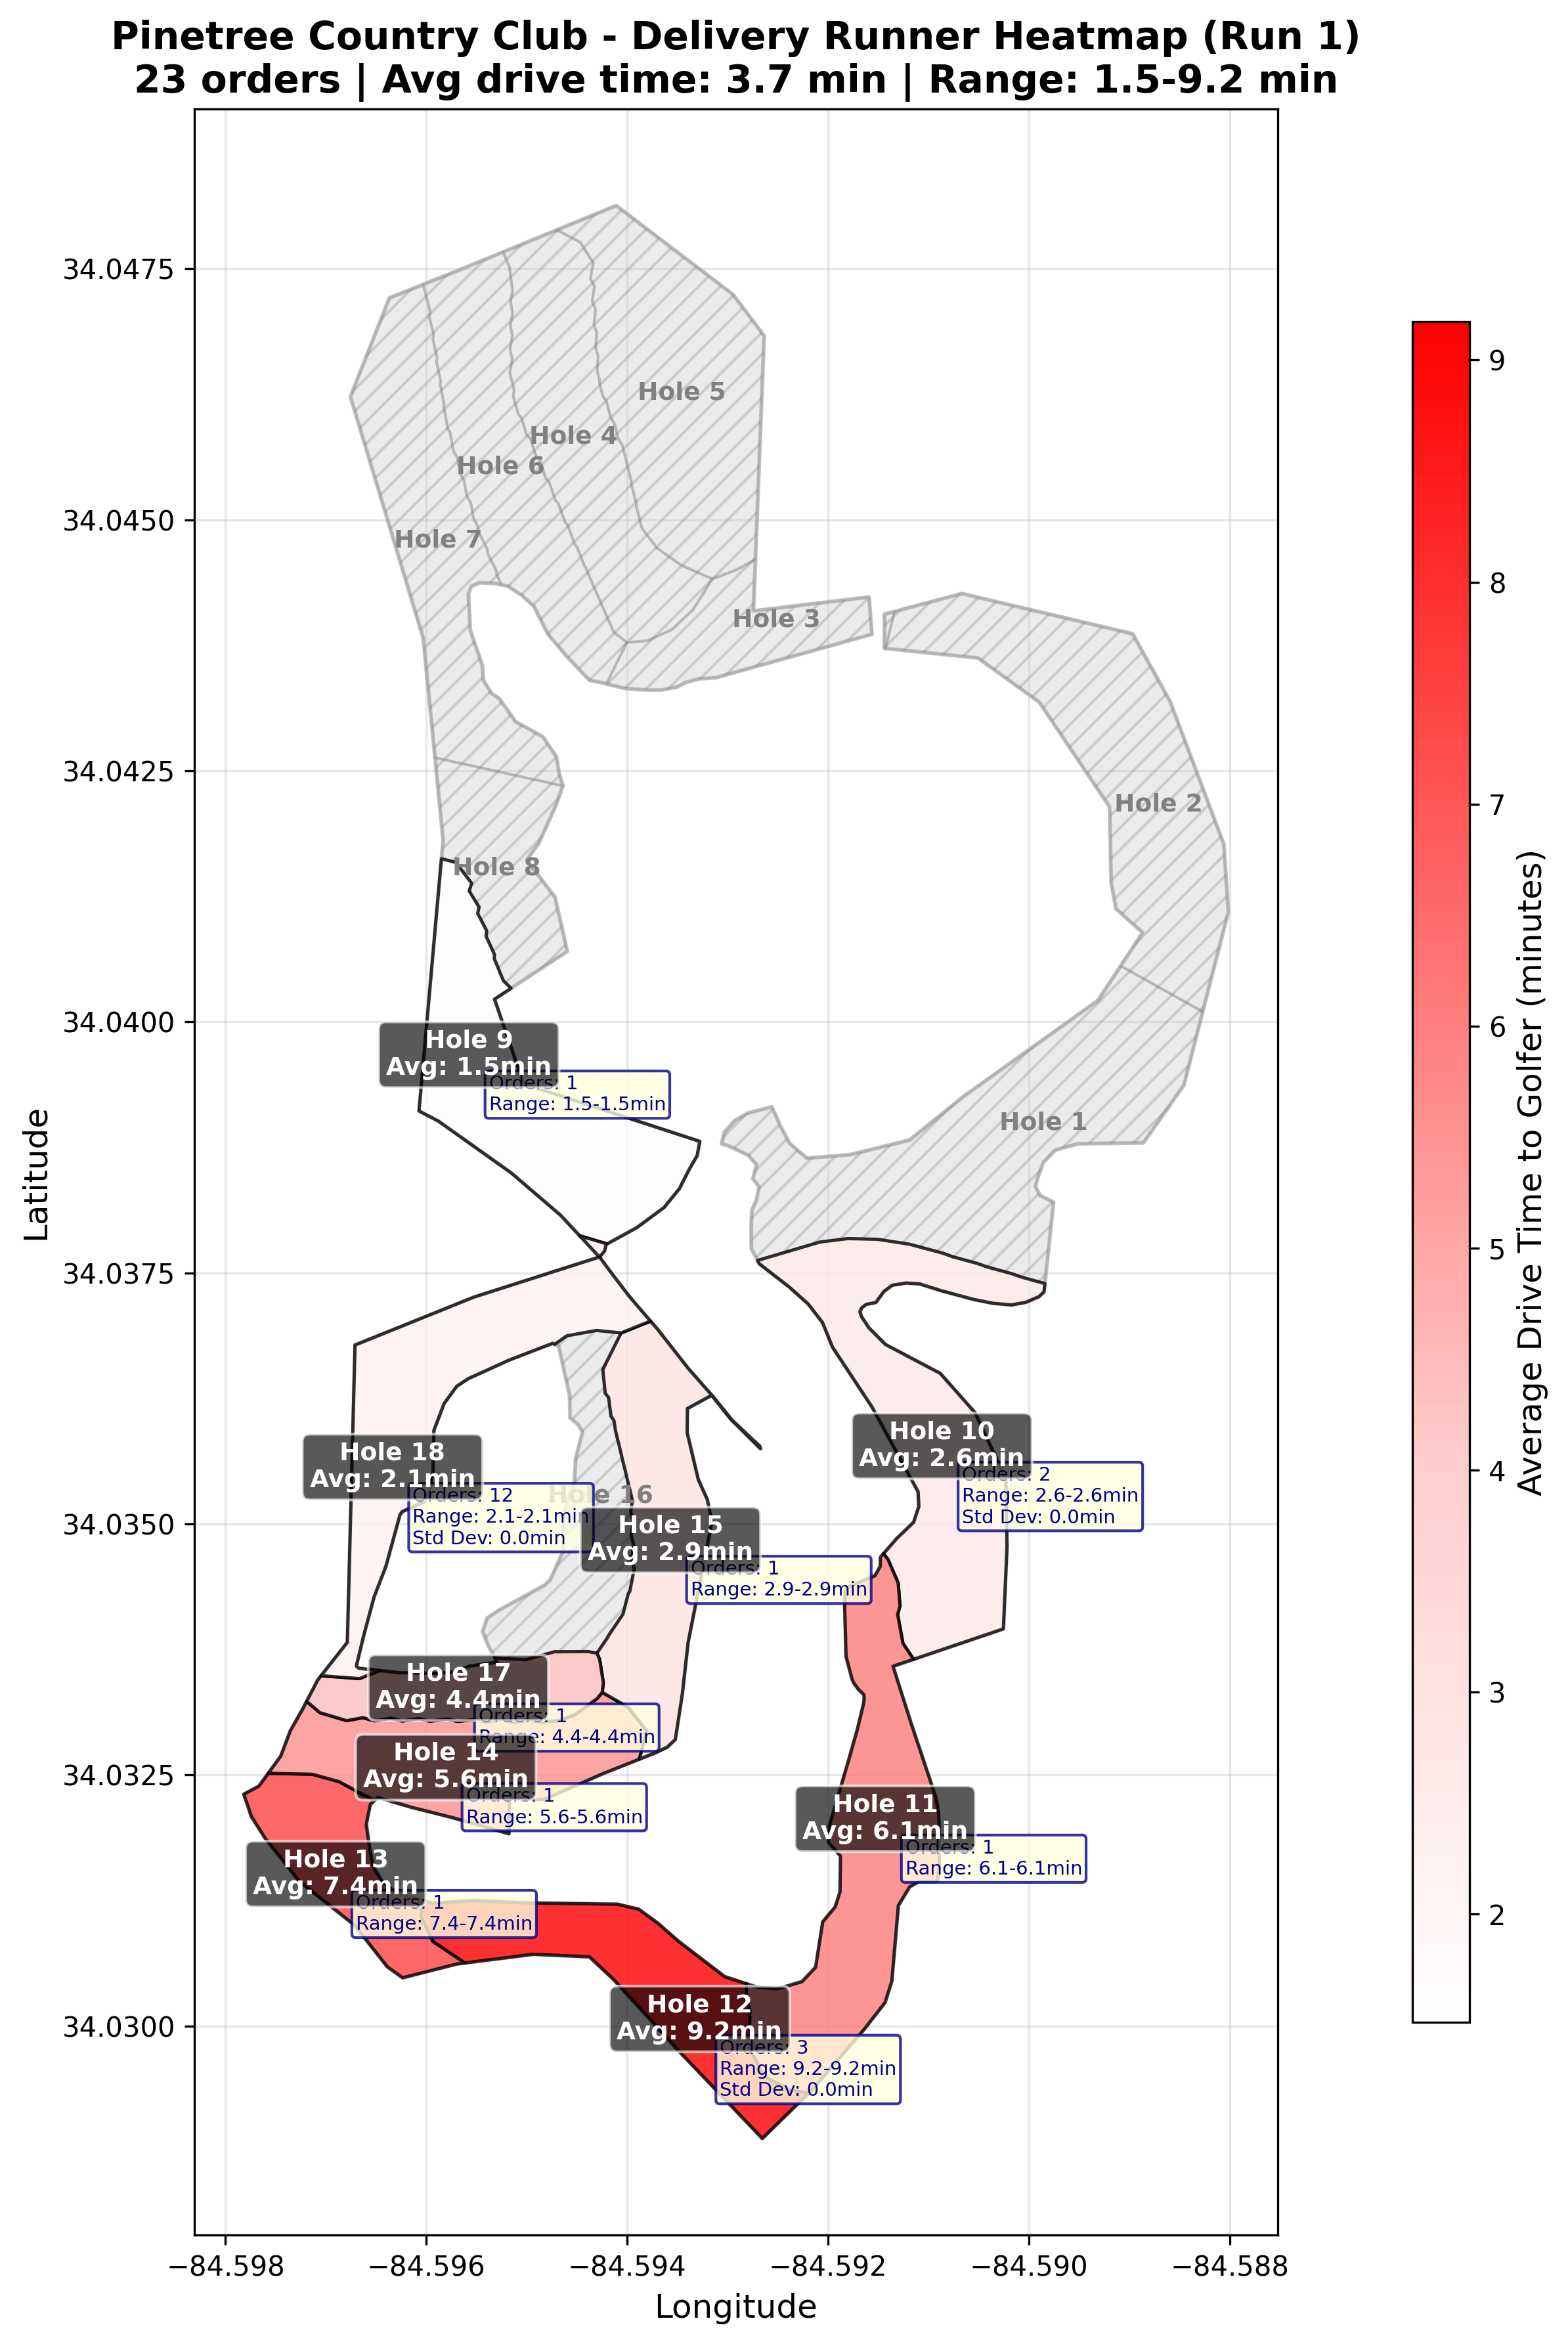 Pinetree Country Club - Delivery Runner Heatmap (Run 1)
23 orders | Avg drive time: 3.7 min | Range: 1.5-9.2 min
34.0475
34.0450
34.0425
34.0400
34.0375
34.0350
34.0325
34.0300
Latitude
Hole 5
Hole 4
Hole 6
Hole 7
Hole 3
Hole 2
Hole 8
Hole 9
Avg: 1.5min
Orders: 1
Range: 1.5-1.5min
Hole 1
Hole 10
Avg: 2.6min
Orders: 2
Range: 2.6-2.6min
Std Dev: 0.0min
Hole 18
Avg: 2.1min
Orders: 12
Range: 2.1-2.1min
Std Dev: 0.0min
Hole 16
Hole 15
Avg: 2.9min
Orders: 1
Range: 2.9-2.9min
Hole 17
Avg: 4.4min
Orders: 1
Range: 4.4-4.4min
Hole 14
Avg: 5.6min
Orders: 1
Range: 5.6-5.6min
Hole 11
Avg: 6.1min
Orders: 1
Range: 6.1-6.1min
Hole 13
Avg: 7.4min
Orders: 1
Range: 7.4-7.4min
Hole 12
Avg: 9.2min
Orders: 3
Range: 9.2-9.2min
Std Dev: 0.0min
−84.598
−84.596
−84.594
−84.592
−84.590
−84.588
Longitude
9
8
7
6
5
4
3
2
Average Drive Time to Golfer (minutes)